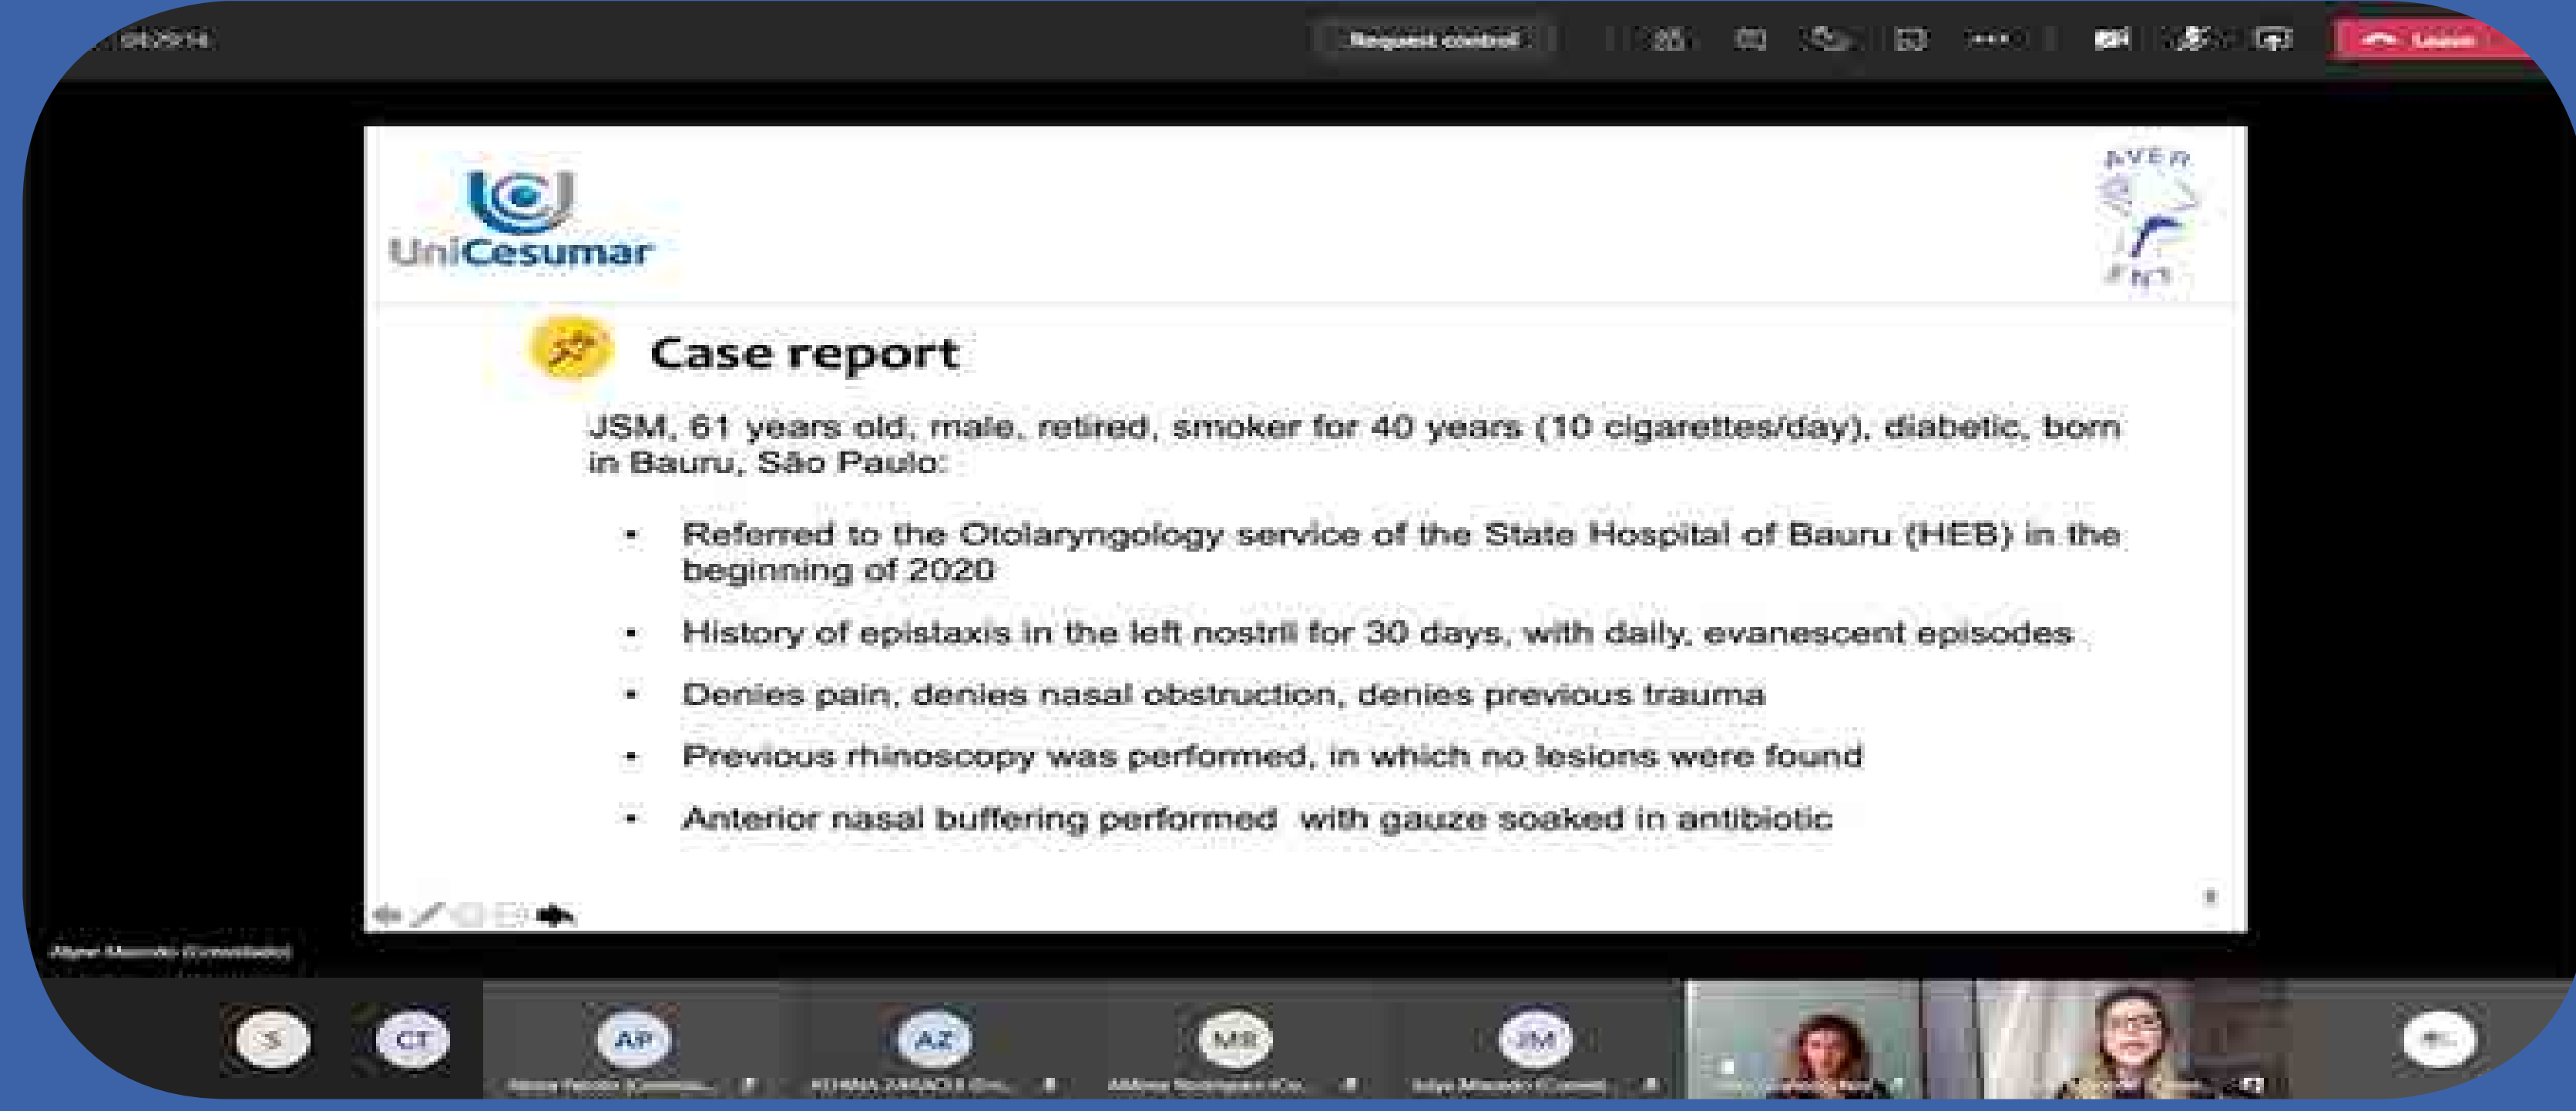 Request control
Leave
UniCesumar
Case report
JSM, 61 years old, male, retired, smoker for 40 years (10 cigarettes/day), diabetic, born
in Bauru, São Paulo:
• Referred to the Otolaryngology service of the State Hospital of Bauru (HEB) in the
beginning of 2020
• History of epistaxis in the left nostril for 30 days, with daily, evanescent episodes
• Denies pain, denies nasal obstruction, denies previous trauma
• Previous rhinoscopy was performed, in which no lesions were found
• Anterior nasal buffering performed with gauze soaked in antibiotic
S
CT
AP
AZ
MR
JM